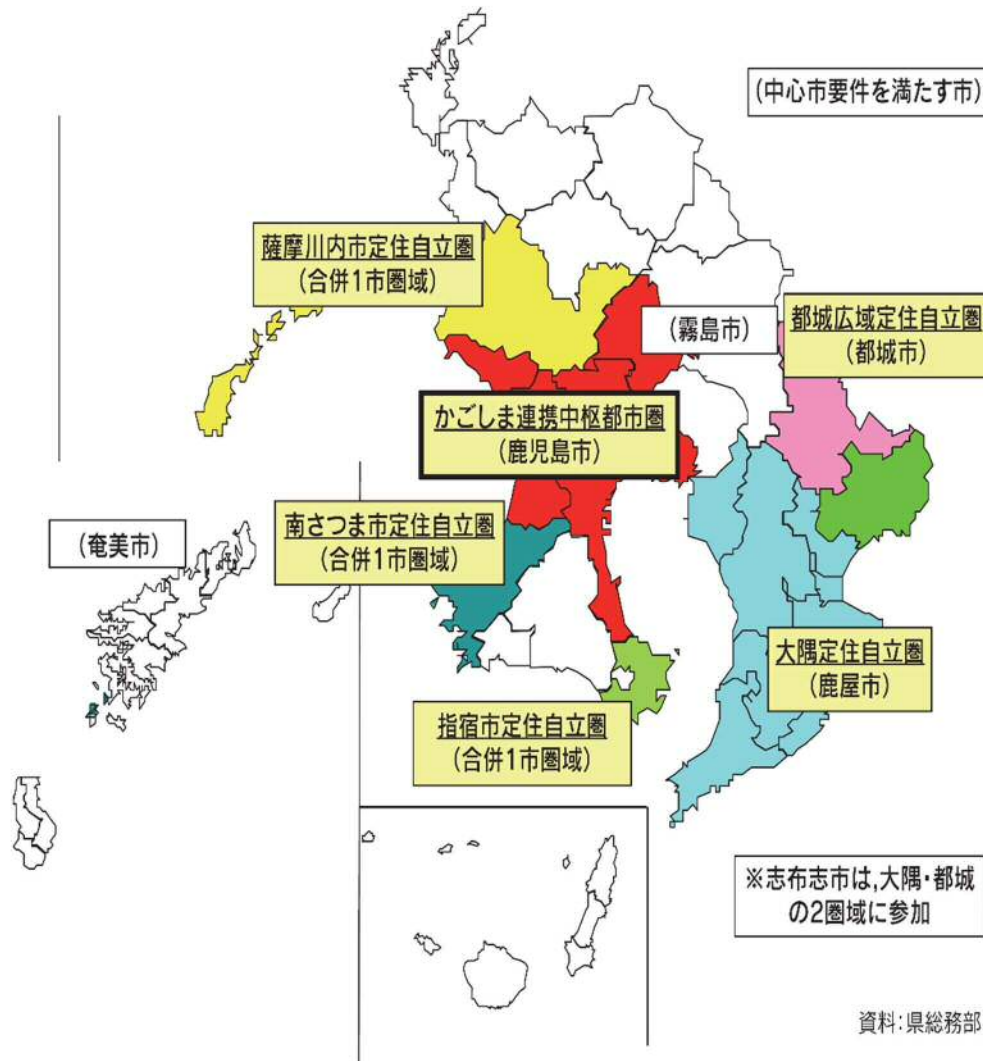 (中心市要件を満たす市)
薩摩川内市定住自立圏
(合併1市圏域)
(霧島市)
都城広域定住自立圏
(都城市)
かごしま連携中枢都市圏
(鹿児島市)
南さつま市定住自立圏
(合併1市圏域)
(奄美市)
大隅定住自立圏
(鹿屋市)
指宿市定住自立圏
(合併1市圏域)
※志布志市は,大隅・都城
の2圏域に参加
資料:県総務部